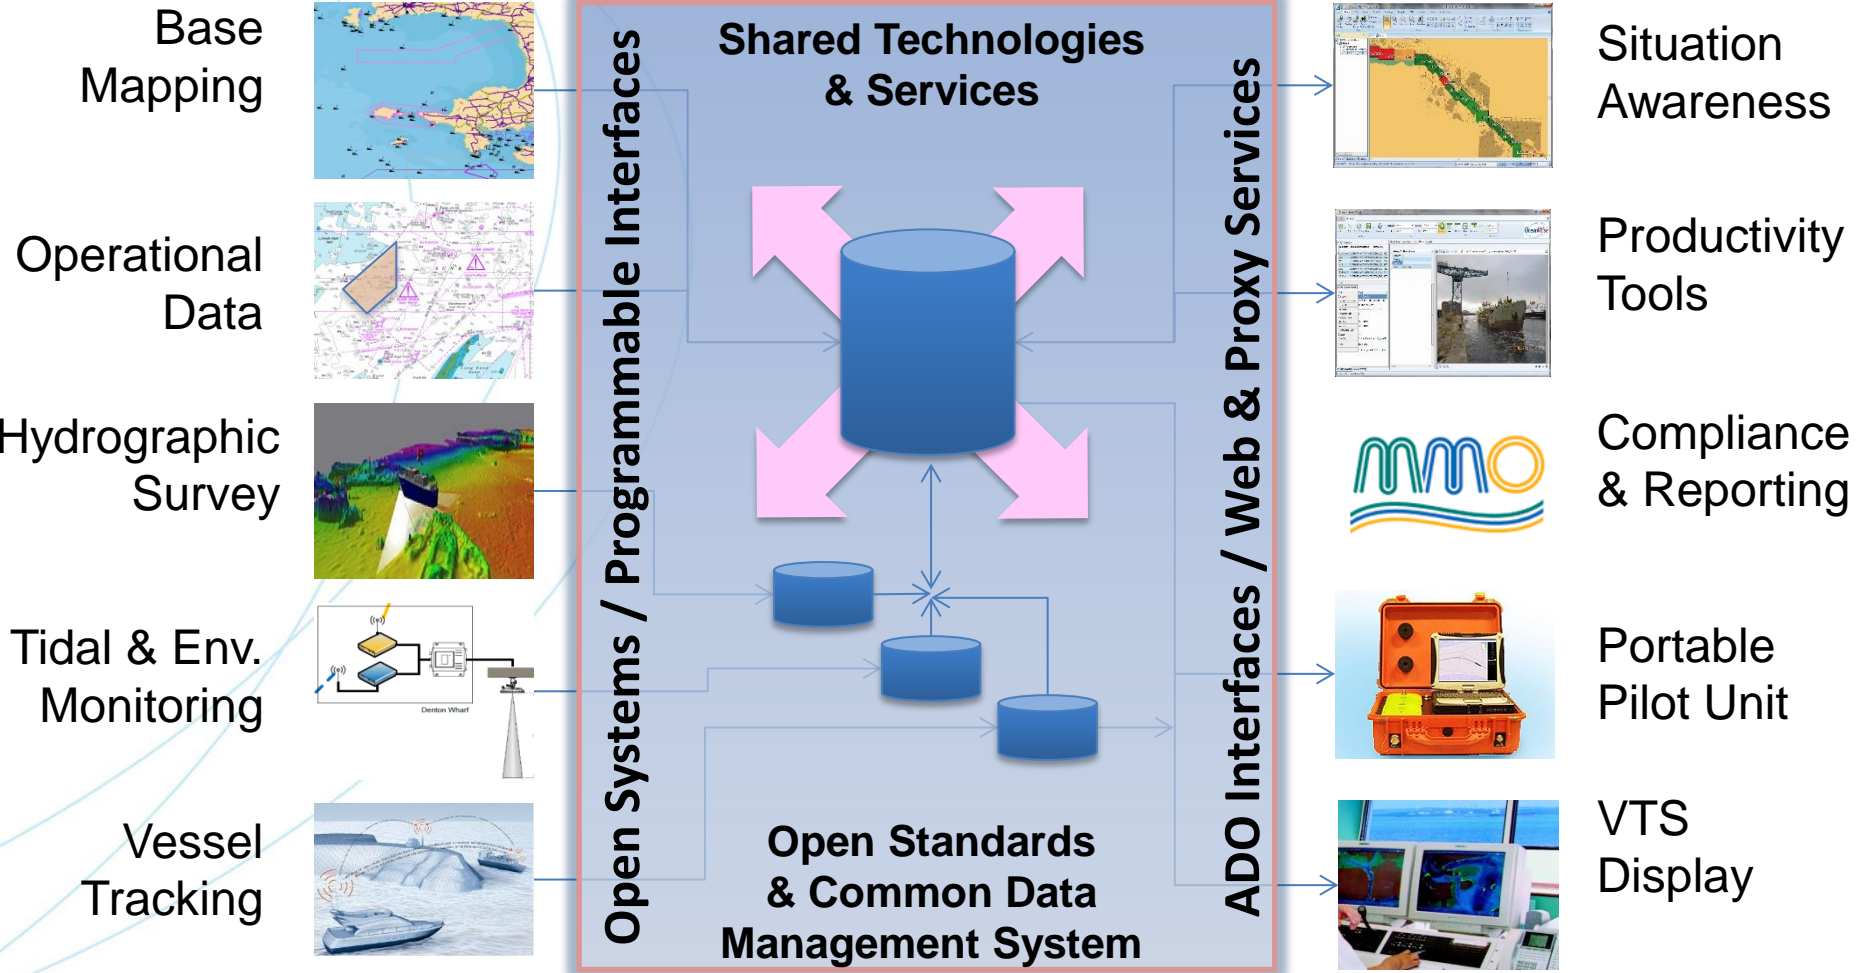 Base
Mapping
Operational
Data
Hydrographic
Survey
Tidal & Env.
Monitoring
Denton Wharf
Vessel
Tracking
Open Systems / Programmable Interfaces
Shared Technologies
& Services
Open Standards
& Common Data
Management System
ADO Interfaces / Web & Proxy Services
Situation
Awareness
Productivity
Tools
OceanWise
Compliance
& Reporting
MMO
Portable
Pilot Unit
VTS
Display